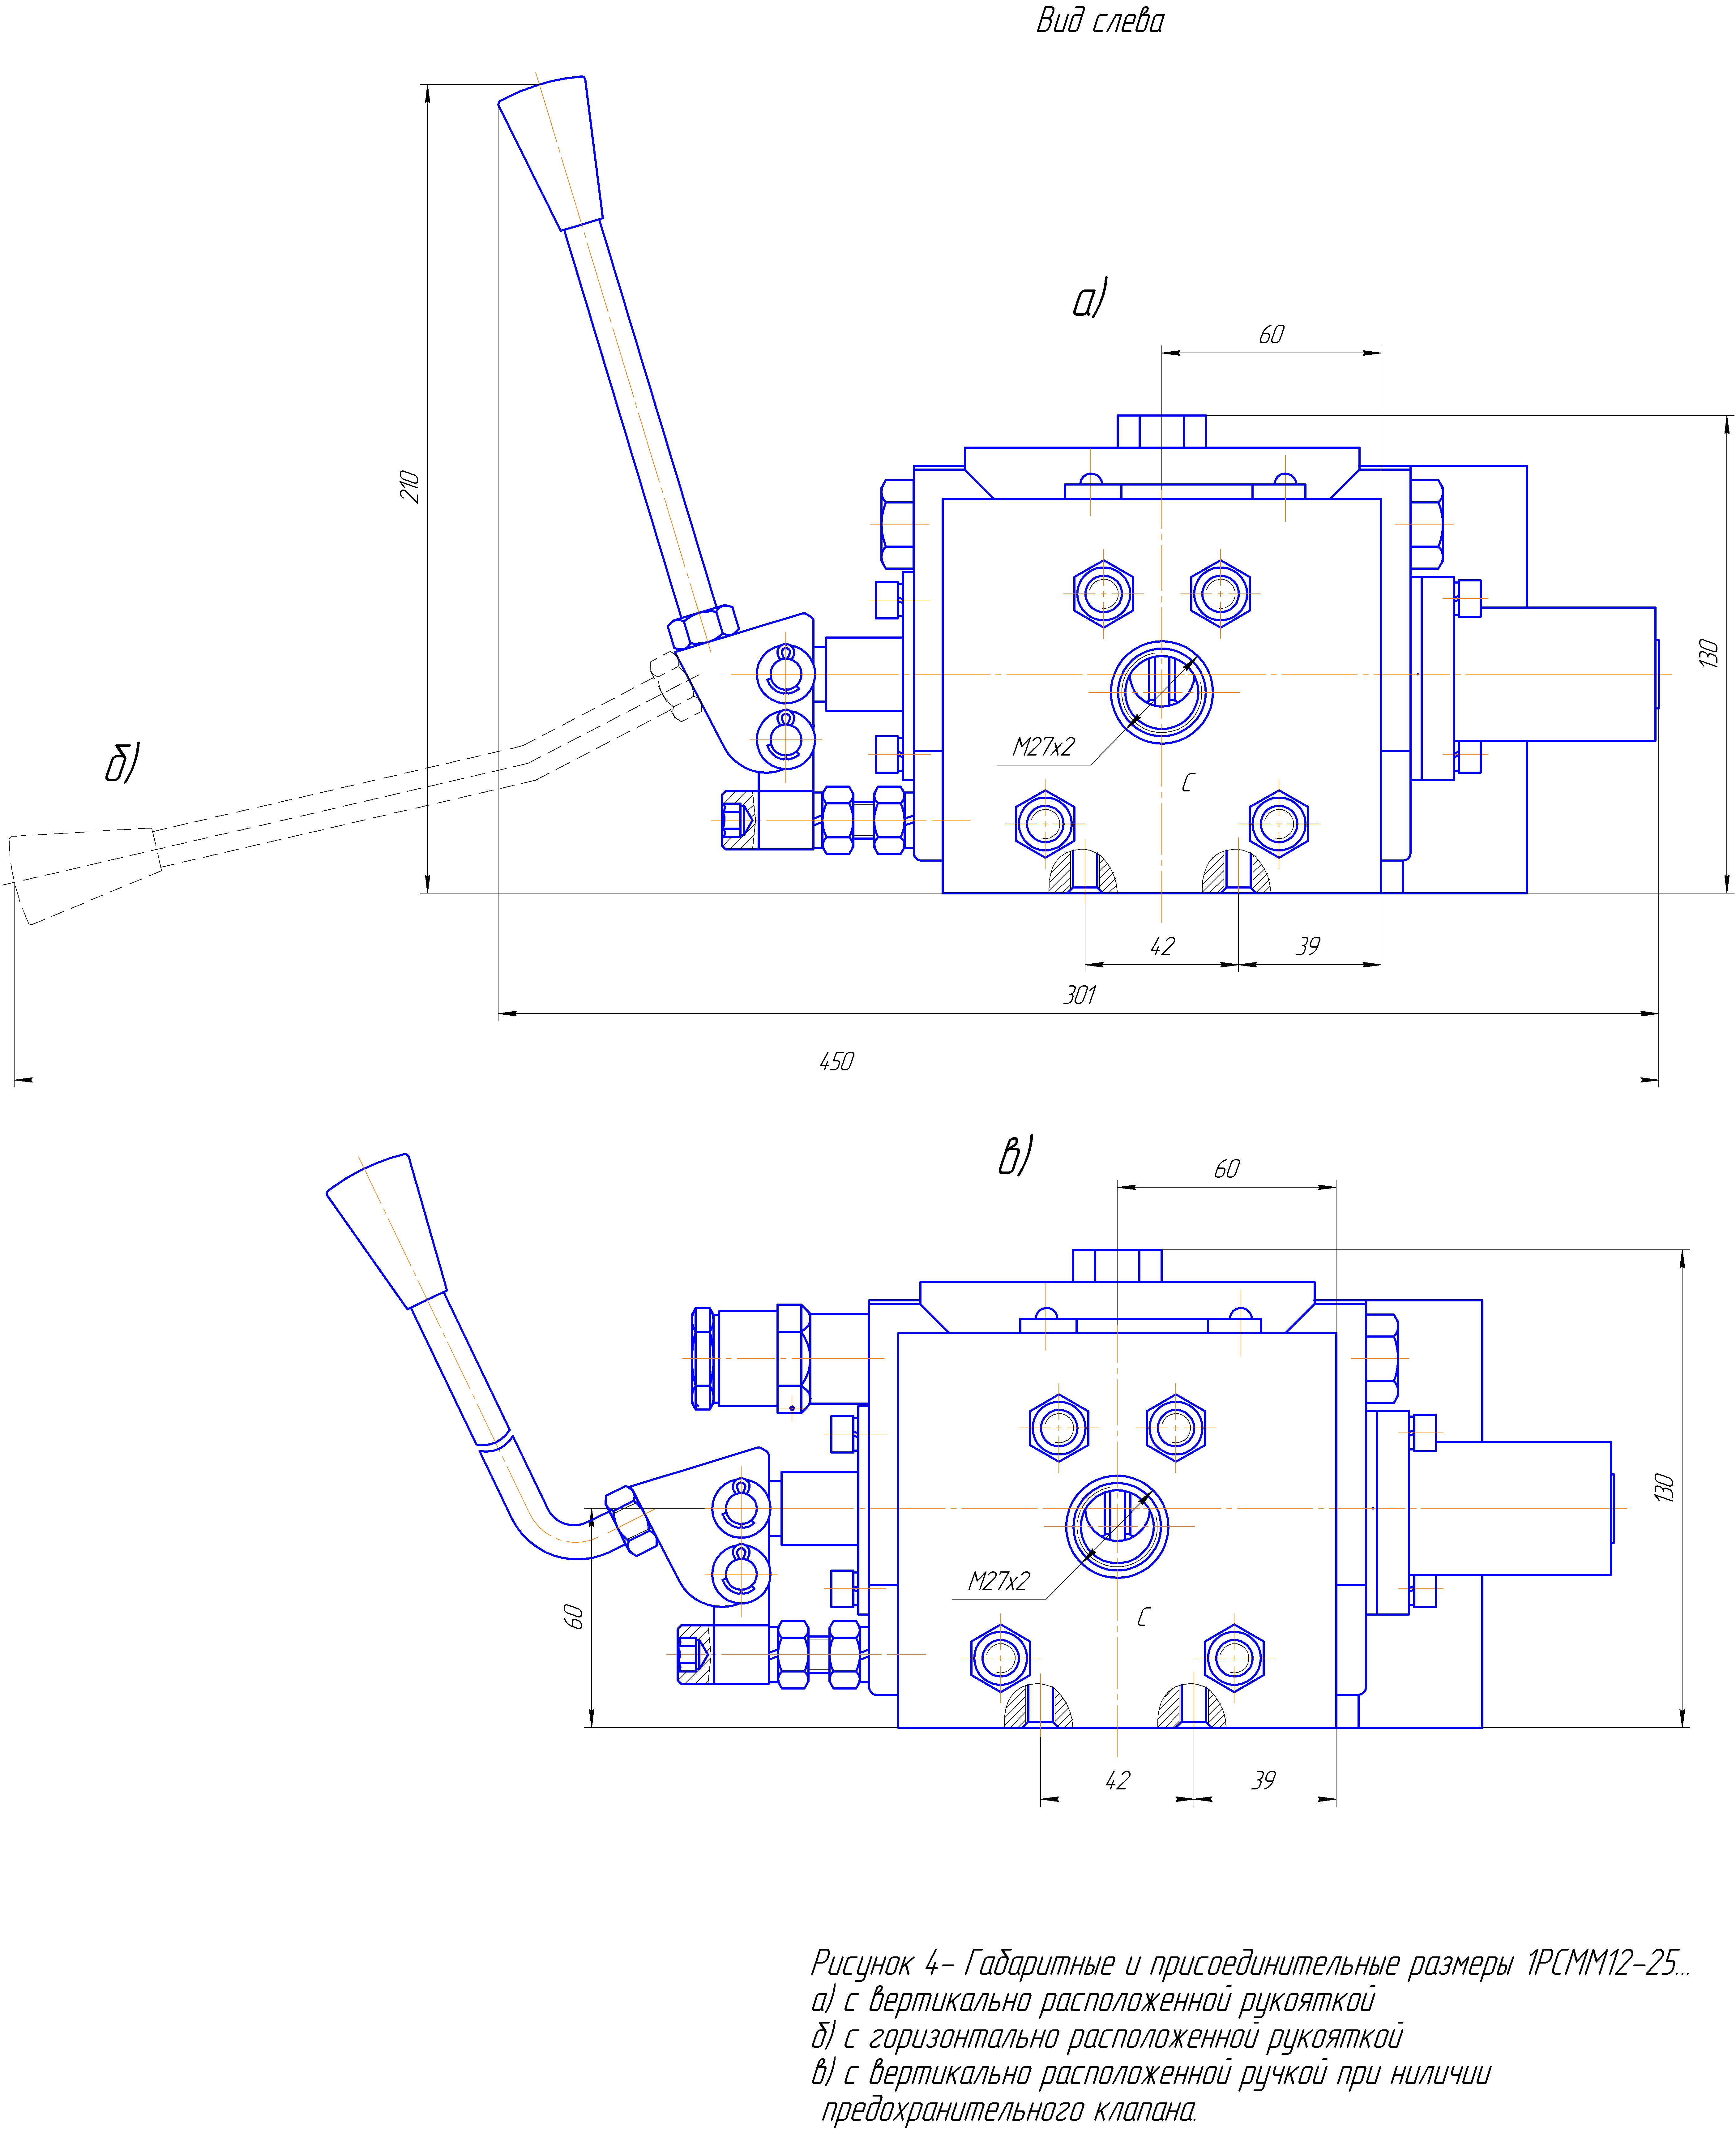 Вид слева
а)
60
210
130
М27х2
б)
С
42
39
301
450
в)
60
М27х2
130
С
60
42
39
Рисунок 4- Габаритные и присоединительные размеры 1РСММ12-25...
а) с вертикально расположенной рукояткой
б) с горизонтально расположенной рукояткой
в) с вертикально расположенной ручкой при ниличии
предохранительного клапана.